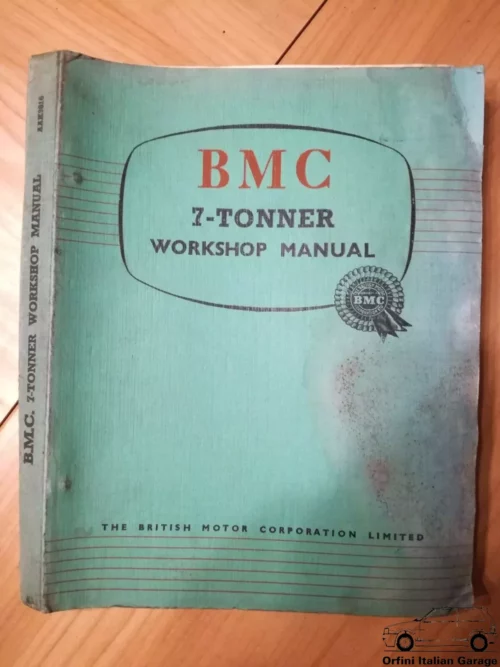 BMC
7-TONNER
WORKSHOP MANUAL
BMC
THE BRITISH MOTOR CORPORATION LIMITED
B.M.C. 7-TONNER WORKSHOP MANUAL
Orfini Italian Garage